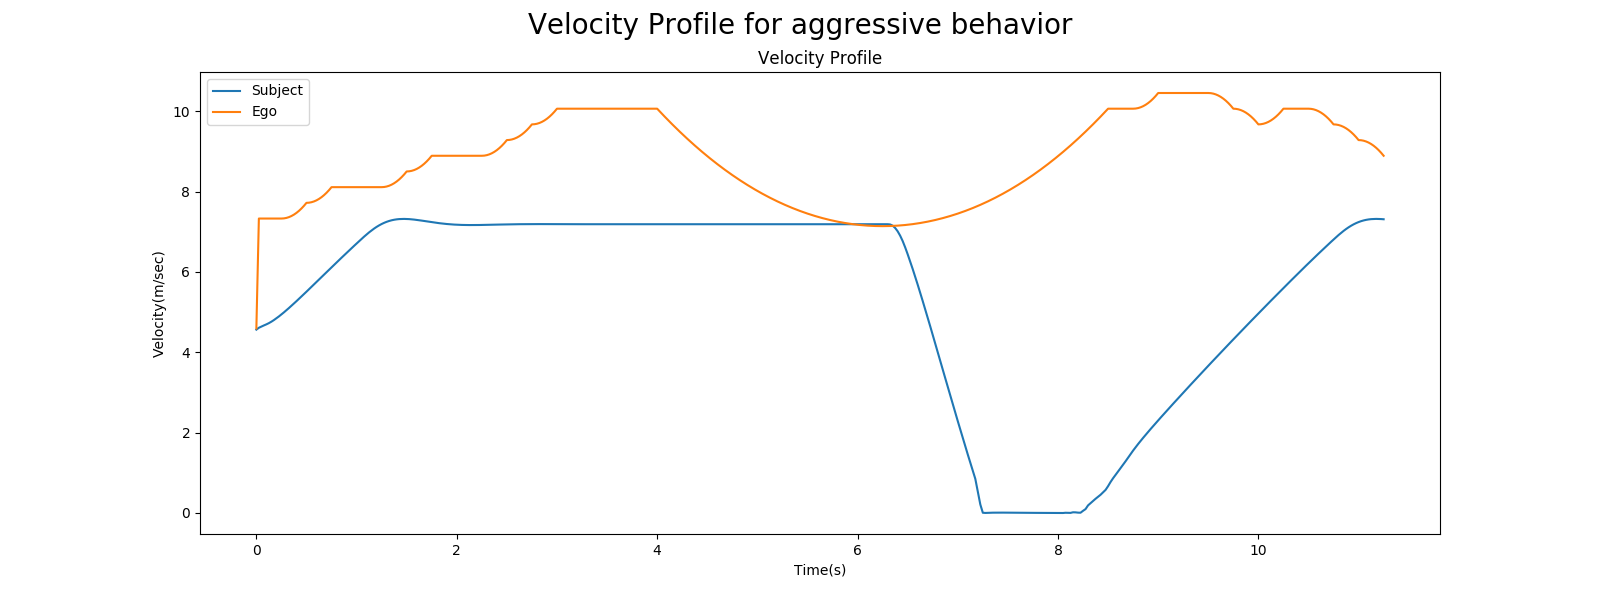 Velocity Profile for aggressive behavior
Velocity Profile
Subject
Ego
10
8
6
4
2
0
Velocity(m/sec)
0 2 4 6 8 10
Time(s)